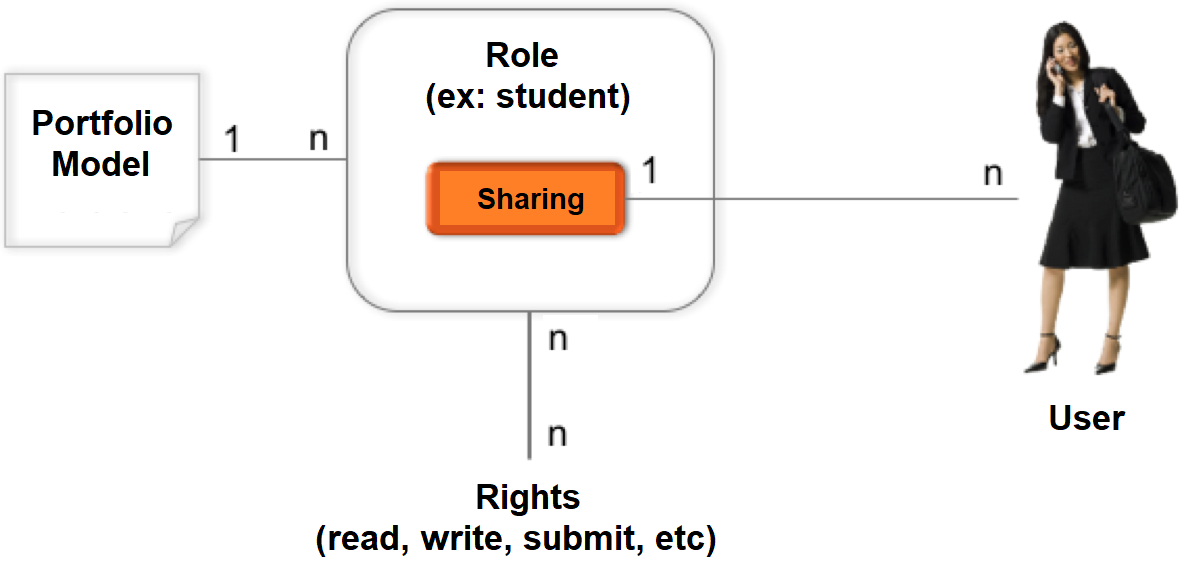 Role
(ex: student)
Portfolio
Model
1
n
Sharing
1
n
n
n
User
Rights
(read, write, submit, etc)